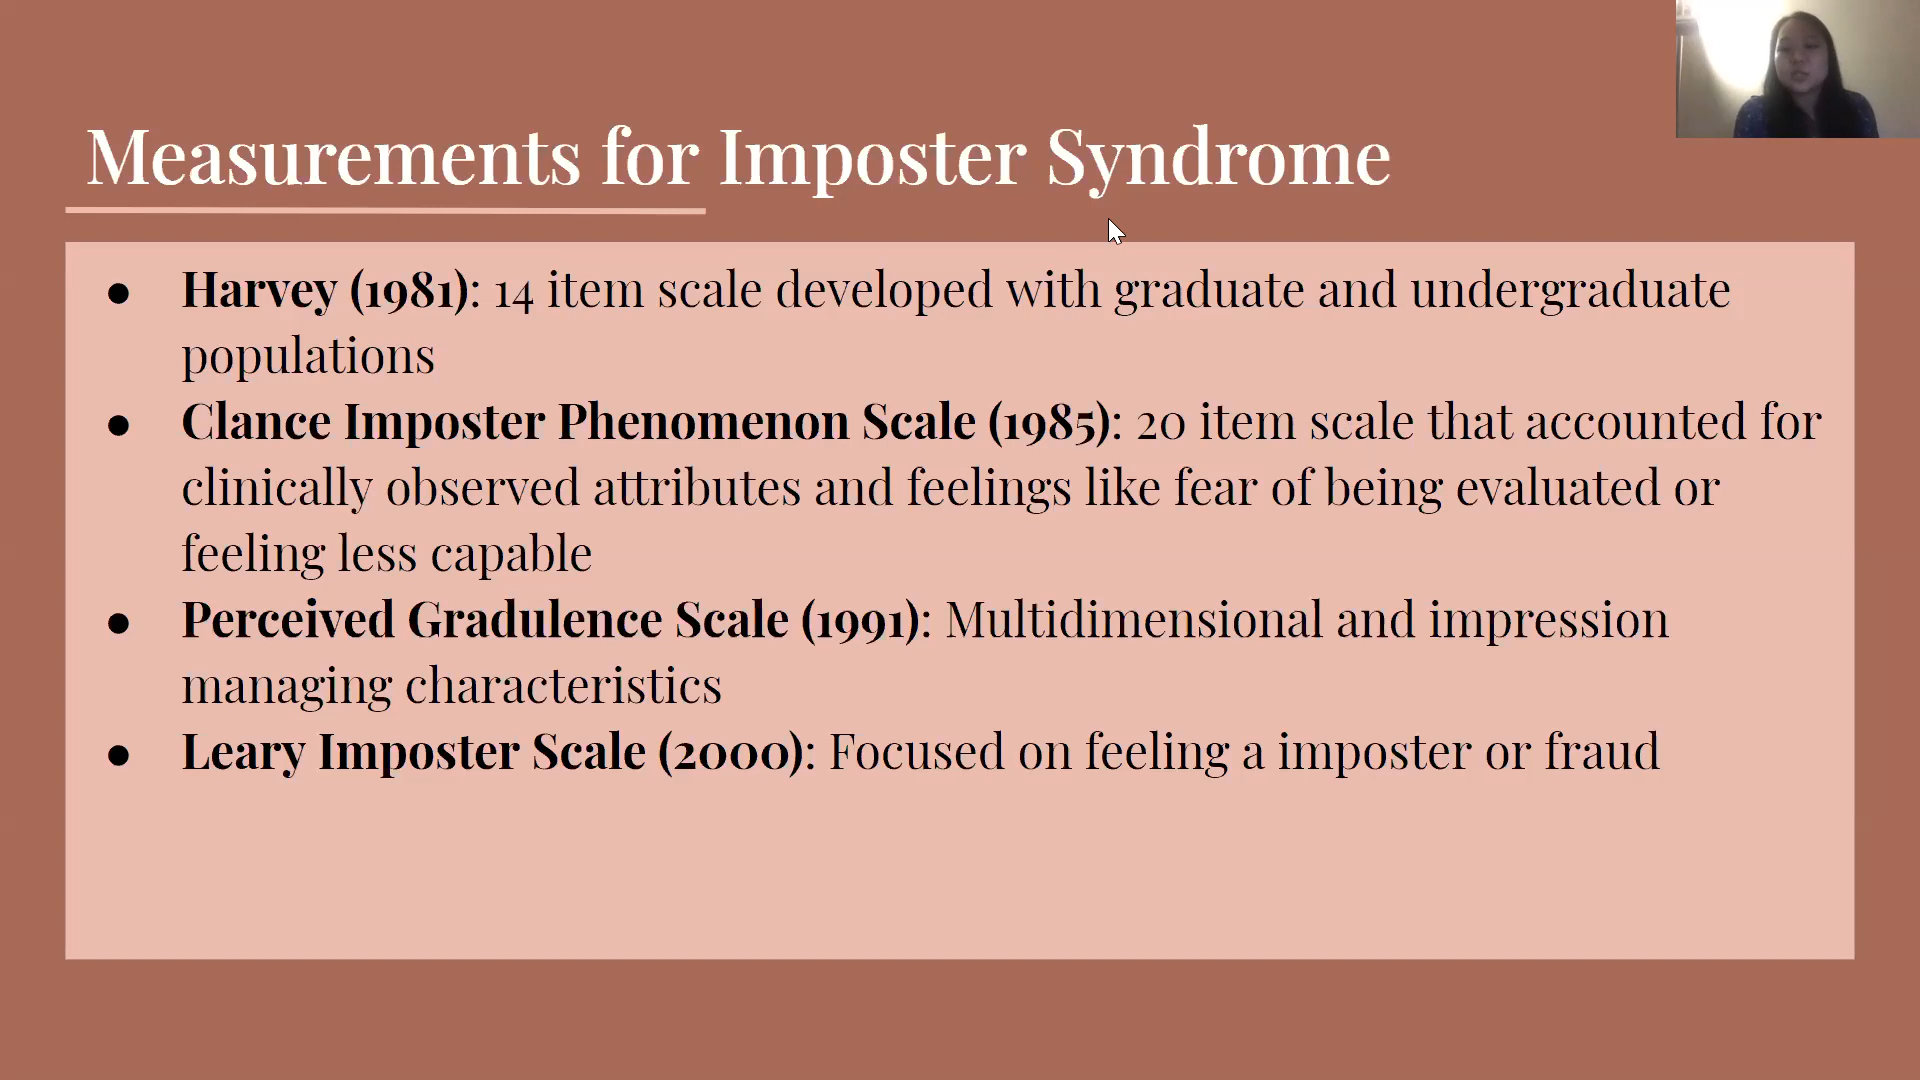 Measurements for Imposter Syndrome
● Harvey (1981): 14 item scale developed with graduate and undergraduate
populations
● Clance Imposter Phenomenon Scale (1985): 20 item scale that accounted for
clinically observed attributes and feelings like fear of being evaluated or
feeling less capable
● Perceived Gradulence Scale (1991): Multidimensional and impression
managing characteristics
● Leary Imposter Scale (2000): Focused on feeling a imposter or fraud